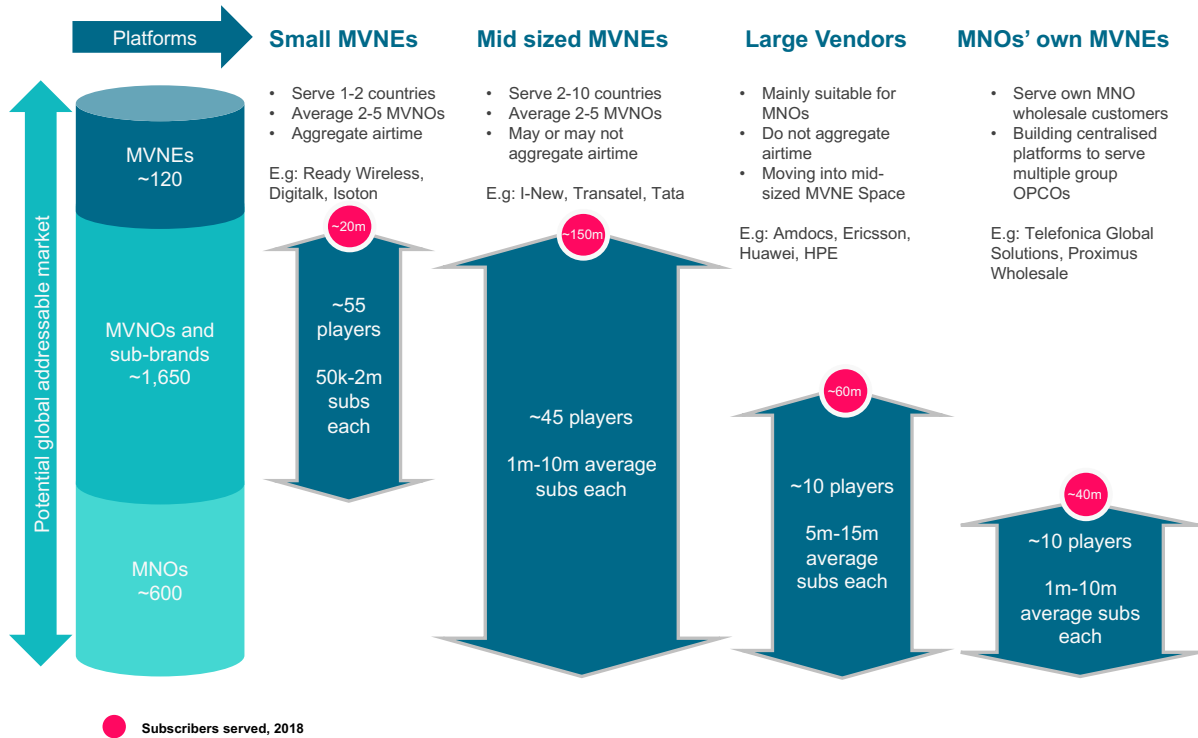 Platforms
Small MVNEs
Mid sized MVNEs
Large Vendors
MNOs' own MVNEs
Potential global addressable market
MVNEs
~120
MVNOs and
sub-brands
~1,650
MNOs
~600
• Serve 1-2 countries
• Average 2-5 MVNOs
• Aggregate airtime
E.g: Ready Wireless,
Digitalk, Isoton
~20m
~55
players
50k-2m
subs
each
• Serve 2-10 countries
• Average 2-5 MVNOs
• May or may not
aggregate airtime
E.g: I-New, Transatel, Tata
~150m
~45 players
1m-10m average
subs each
• Mainly suitable for
MNOs
• Do not aggregate
airtime
• Moving into mid-
sized MVNE Space
E.g: Amdocs, Ericsson,
Huawei, HPE
~60m
~10 players
5m-15m
average
subs each
• Serve own MNO
wholesale customers
• Building centralised
platforms to serve
multiple group
OPCOs
E.g: Telefonica Global
Solutions, Proximus
Wholesale
~40m
~10 players
1m-10m
average subs
each
Subscribers served, 2018